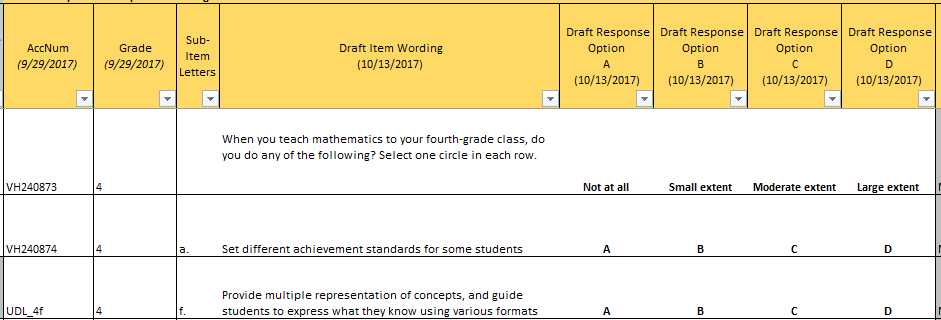 AccNum
(9/29/2017)
Grade
(9/29/2017)
Sub-
Item
Letters
Draft Item Wording
(10/13/2017)
Draft Response
Option
A
(10/13/2017)
Draft Response
Option
B
(10/13/2017)
Draft Response
Option
C
(10/13/2017)
Draft Response
Option
D
(10/13/2017)
When you teach mathematics to your fourth-grade class, do
you do any of the following? Select one circle in each row.
VH240873 4 Not at all Small extent Moderate extent Large extent
VH240874 4 a. Set different achievement standards for some students A B C D
Provide multiple representation of concepts, and guide
UDL_4f 4 f. students to express what they know using various formats A B C D